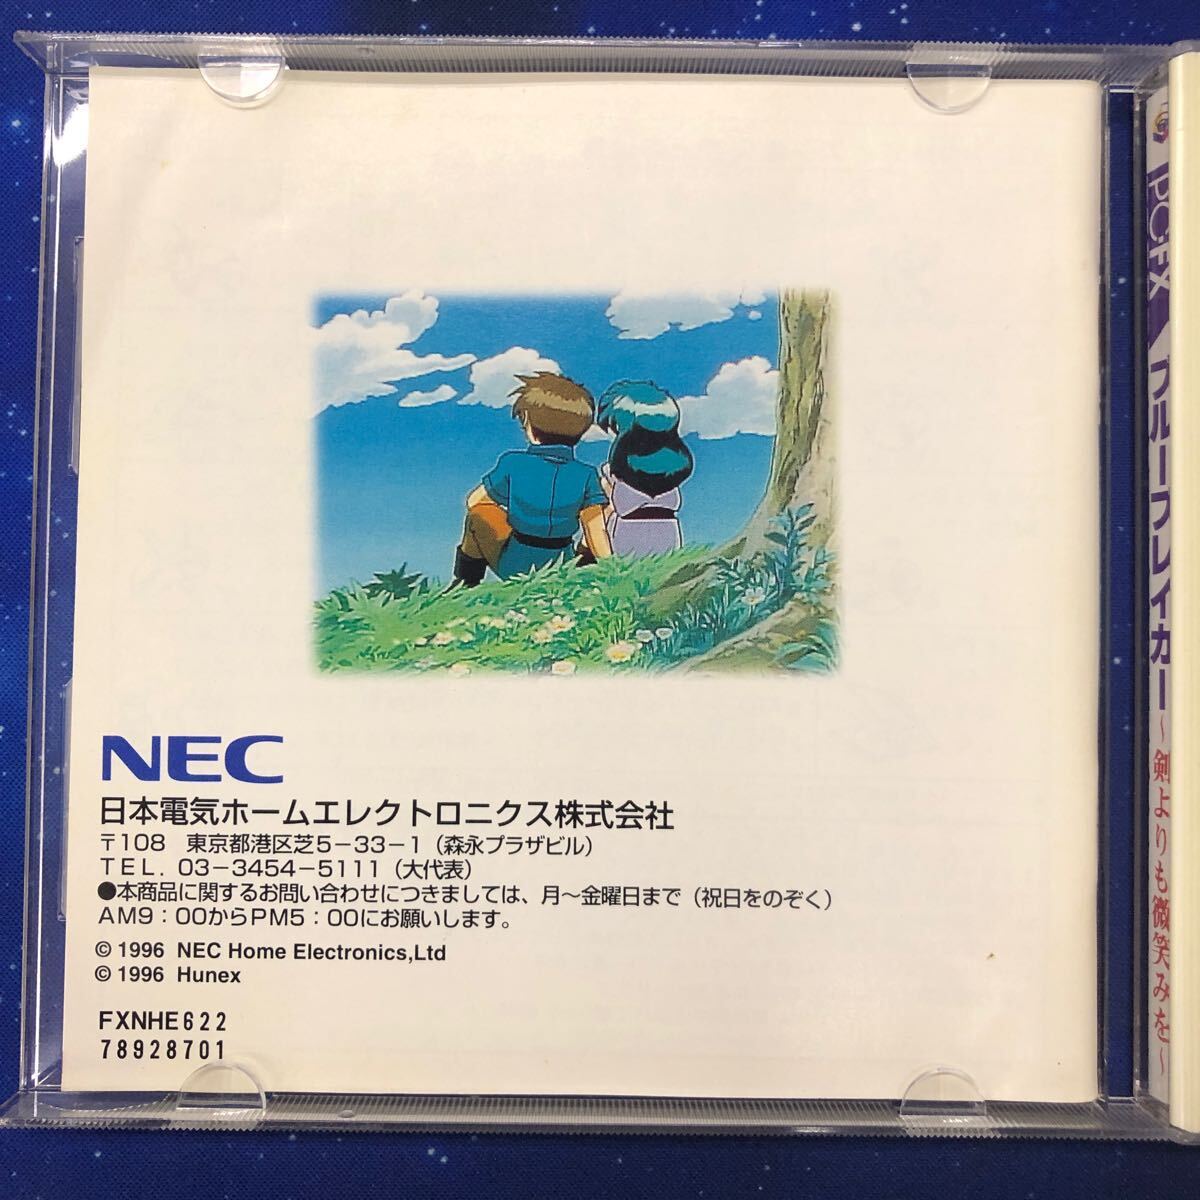 NEC
日本電気ホームエレクトロニクス株式会社
〒108 東京都港区芝5−33−1(森永プラザビル)
TEL. 03−3454−5111(大代表)
●本商品に関するお問い合わせにつきましては、月〜金曜日まで(祝日をのぞく)
AM9:00からPM5:00にお願いします。
© 1996 NEC Home Electronics,Ltd
© 1996 Hunex
FXNHE622
78928701
PC-FX ブルーブレイカー 〜剣よりも微笑みを〜